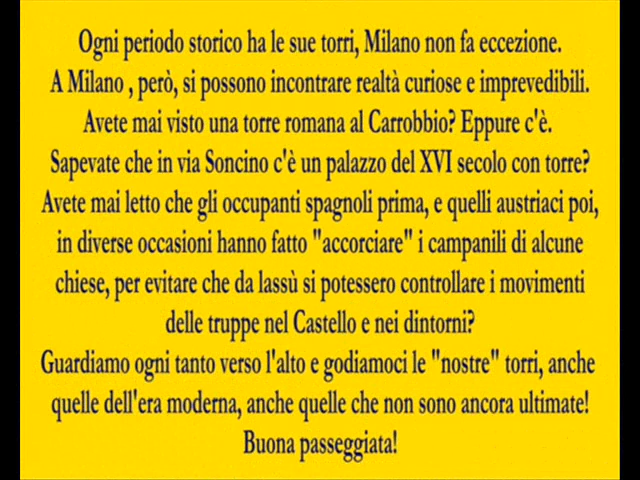 Ogni periodo storico ha le sue torri, Milano non fa eccezione.
A Milano , però, si possono incontrare realtà curiose e imprevedibili.
Avete mai visto una torre romana al Carrobbio? Eppure c'è.
Sapevate che in via Soncino c'è un palazzo del XVI secolo con torre?
Avete mai letto che gli occupanti spagnoli prima, e quelli austriaci poi,
in diverse occasioni hanno fatto "accorciare" i campanili di alcune
chiese, per evitare che da lassù si potessero controllare i movimenti
delle truppe nel Castello e nei dintorni?
Guardiamo ogni tanto verso l'alto e godiamoci le "nostre" torri, anche
quelle dell'era moderna, anche quelle che non sono ancora ultimate!
Buona passeggiata!